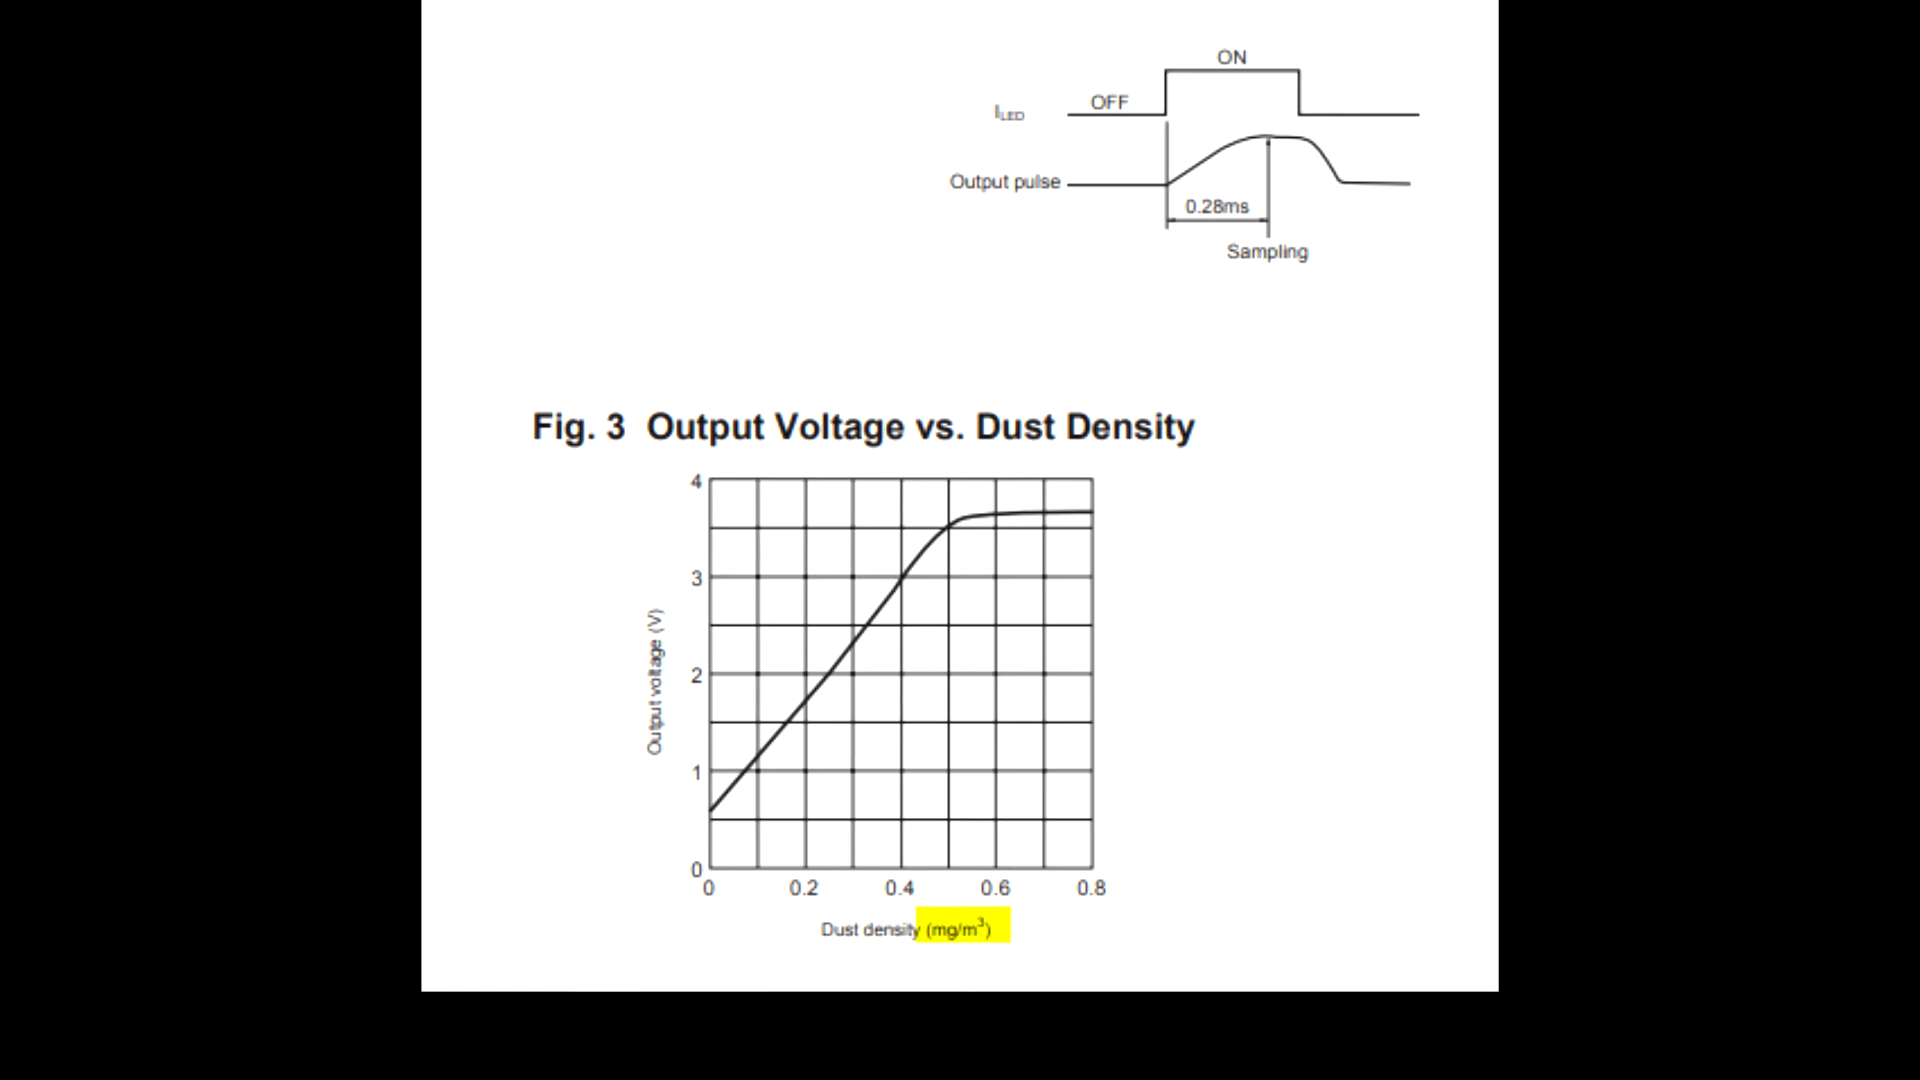 ON
OFF
ILED
Output pulse
0.28ms
Sampling
Fig. 3 Output Voltage vs. Dust Density
4
3
2
1
0
Output voltage (V)
0 0.2 0.4 0.6 0.8
Dust density (mg/m³)